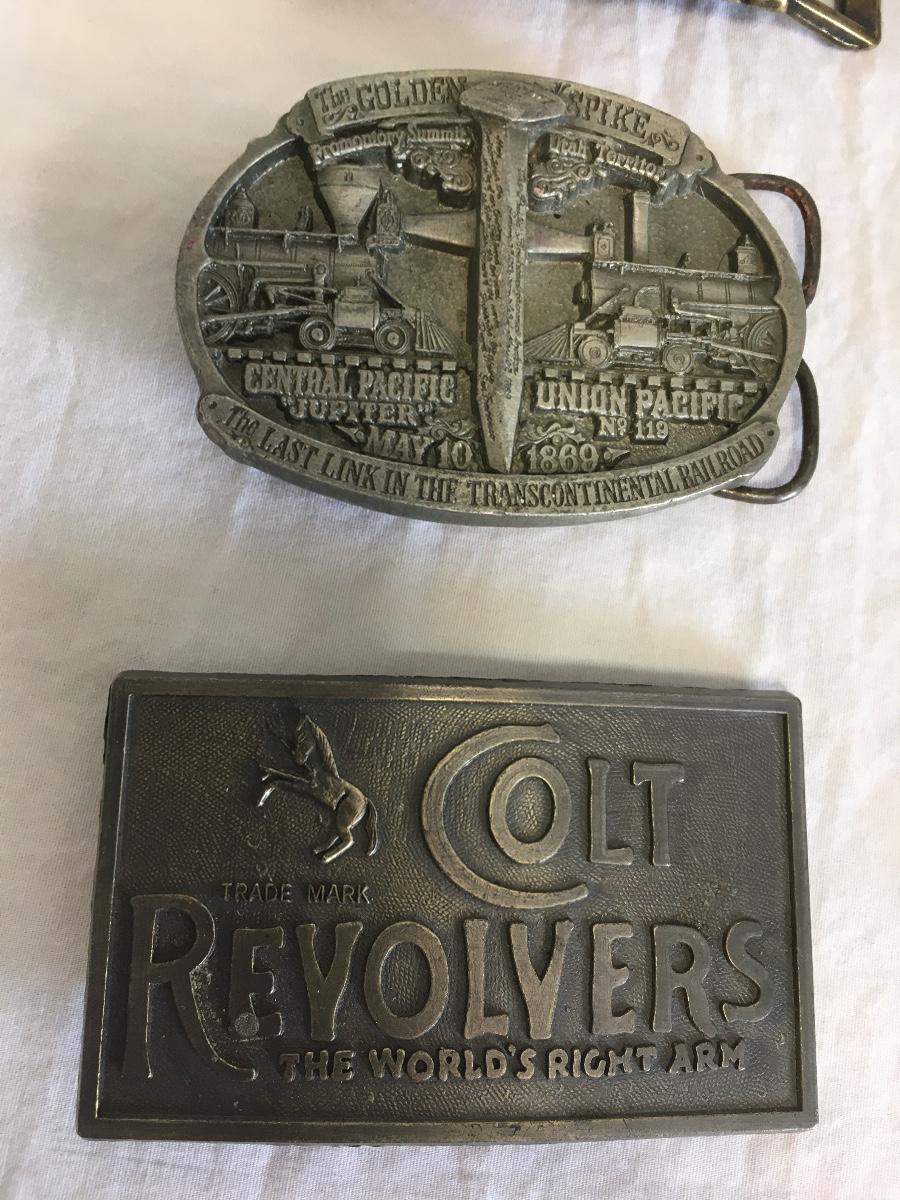 The GOLDEN SPIKE
Promontory Summit Utah Territory
CENTRAL PACIFIC
"JUPITER"
UNION PACIFIC
Nº 119
MAY 10 1869
The LAST LINK IN THE TRANSCONTINENTAL RAILROAD
COLT
TRADE MARK
REVOLVERS
THE WORLD'S RIGHT ARM